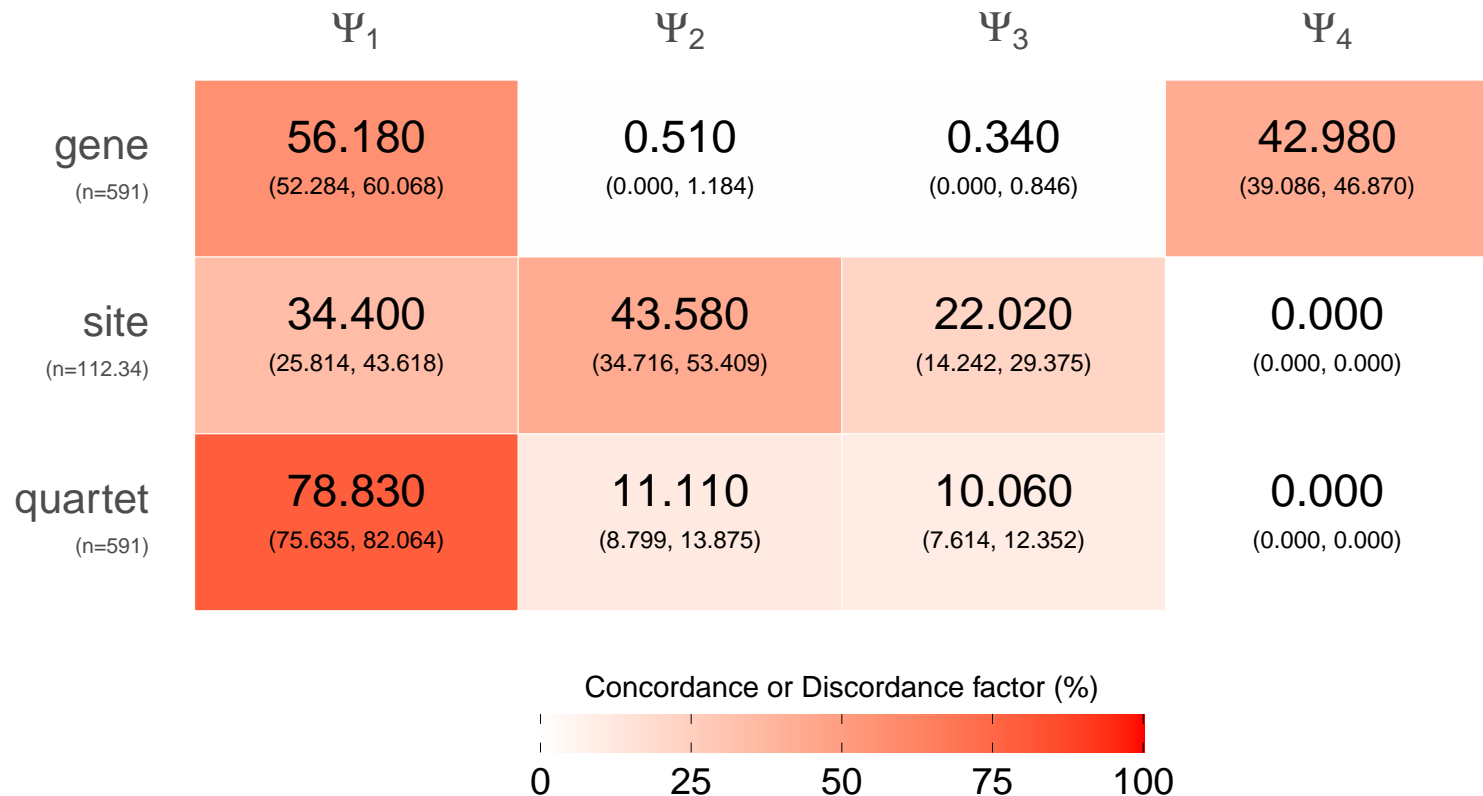 Ψ1 Ψ2 Ψ3 Ψ4
gene 56.180 0.510 0.340 42.980
(n=591) (52.284, 60.068) (0.000, 1.184) (0.000, 0.846) (39.086, 46.870)
site 34.400 43.580 22.020 0.000
(n=112.34) (25.814, 43.618) (34.716, 53.409) (14.242, 29.375) (0.000, 0.000)
quartet 78.830 11.110 10.060 0.000
(n=591) (75.635, 82.064) (8.799, 13.875) (7.614, 12.352) (0.000, 0.000)
Concordance or Discordance factor (%)
0 25 50 75 100